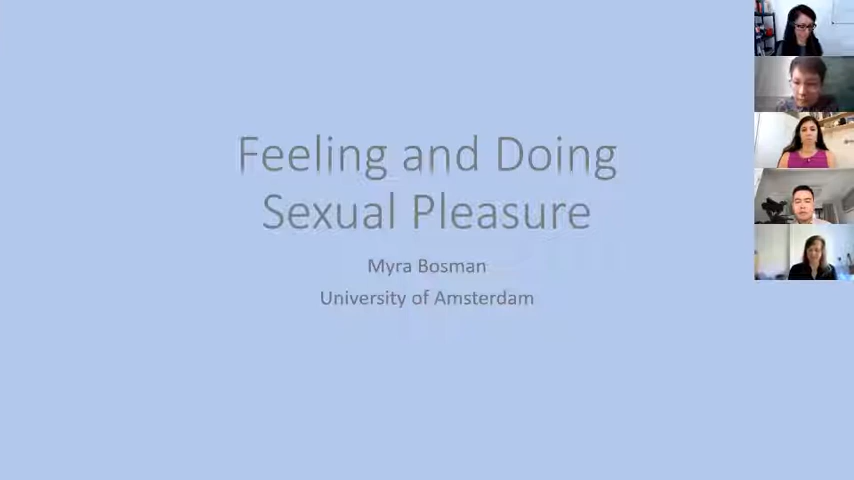 Feeling and Doing
Sexual Pleasure
Myra Bosman
University of Amsterdam